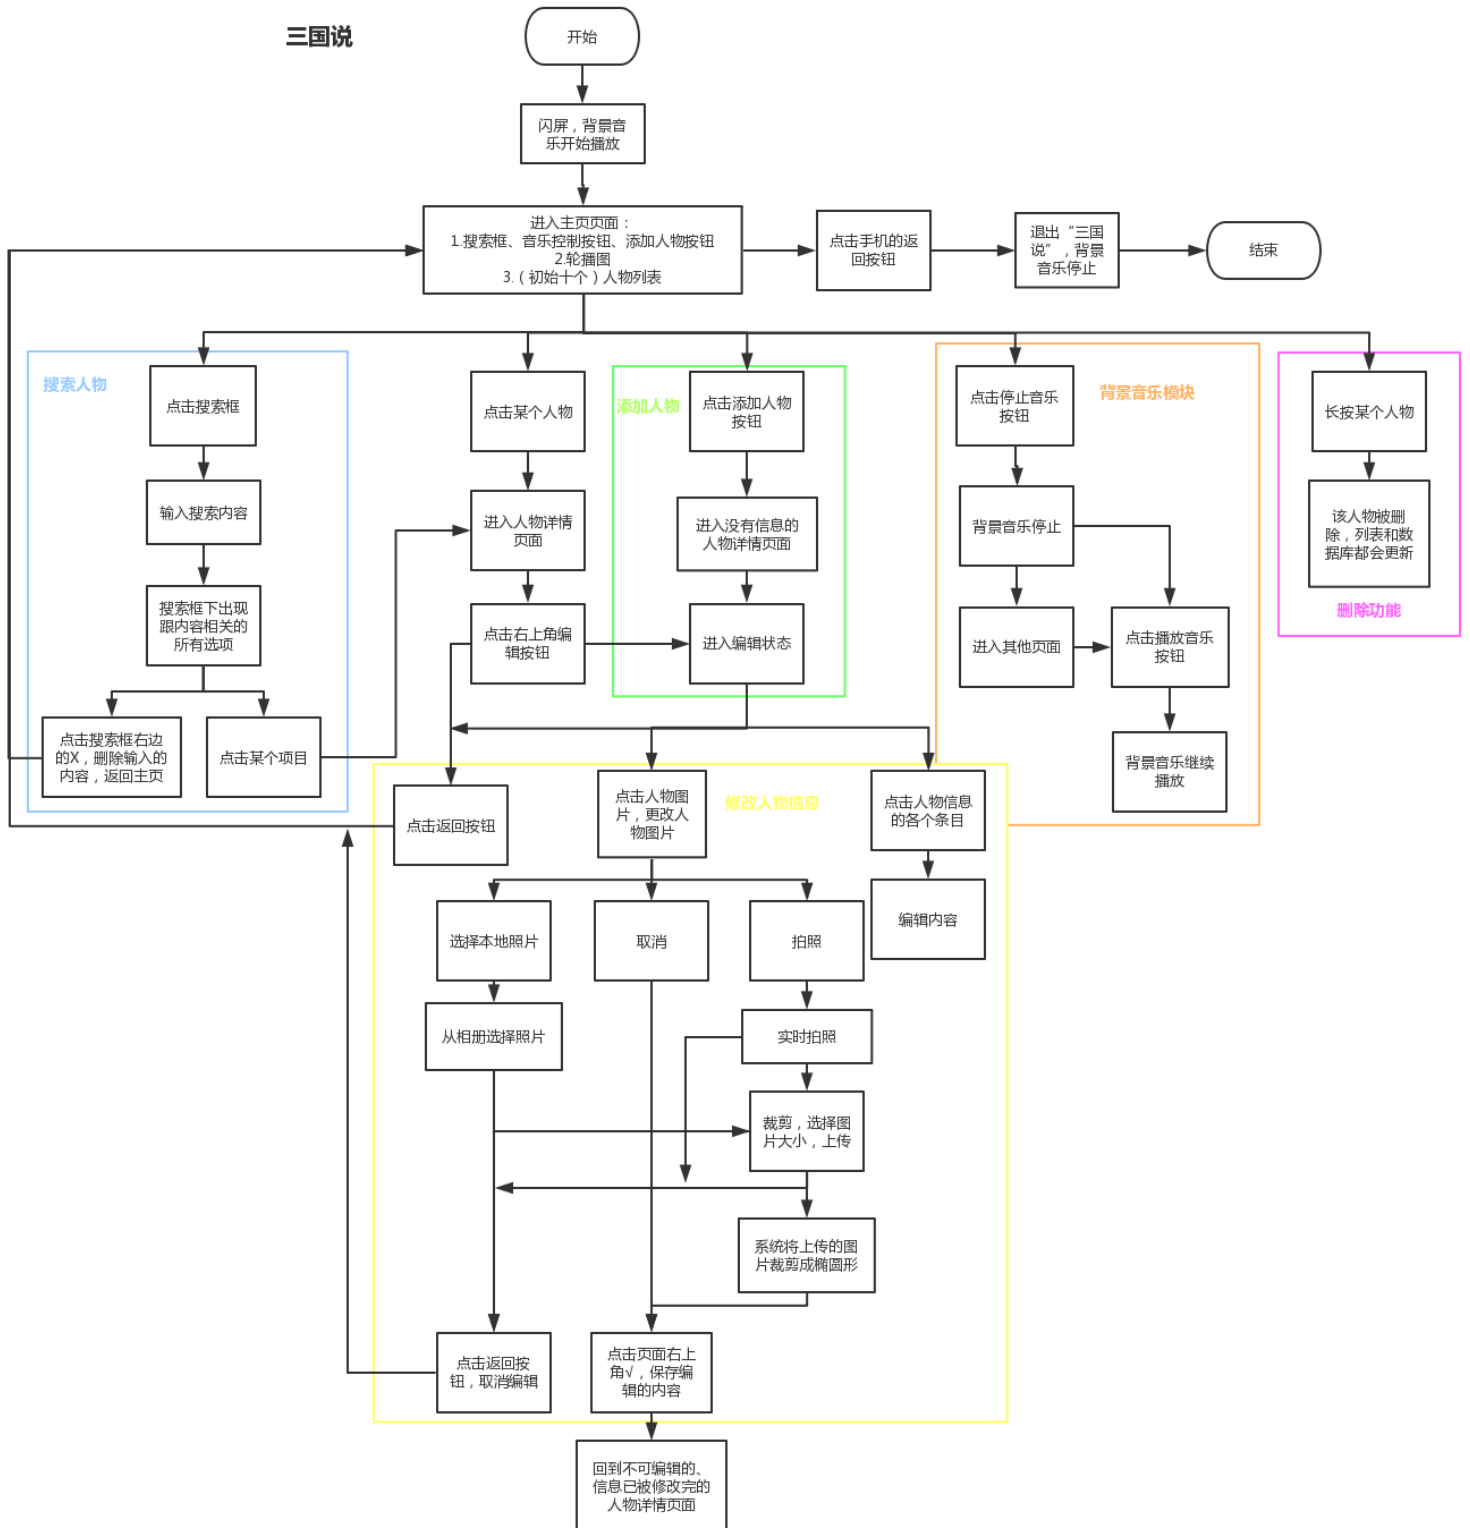 三国说
开始
闪屏，背景音
乐开始播放
进入主页页面：
1.搜索框、音乐控制按钮、添加人物按钮
2.轮播图
3.（初始十个）人物列表
点击手机的返
回按钮
退出“三国
说”，背景
音乐停止
结束
搜索人物
点击搜索框
输入搜索内容
搜索框下出现
跟内容相关的
所有选项
点击搜索框右边
的X，删除输入的
内容，返回主页
点击某个项目
点击某个人物
进入人物详情
页面
点击右上角编
辑按钮
添加人物
点击添加人物
按钮
进入没有信息的
人物详情页面
进入编辑状态
背景音乐模块
点击停止音乐
按钮
背景音乐停止
进入其他页面
点击播放音乐
按钮
背景音乐继续
播放
长按某个人物
该人物被删
除，列表和数
据库都会更新
删除功能
点击返回按钮
点击人物图
片，更改人
物图片
修改人物信息
点击人物信息
的各个条目
编辑内容
选择本地照片
取消
拍照
从相册选择照片
实时拍照
裁剪，选择图
片大小，上传
系统将上传的图
片裁剪成椭圆形
点击返回按
钮，取消编辑
点击页面右上
角√，保存编
辑的内容
回到不可编辑的、
信息已被修改完的
人物详情页面